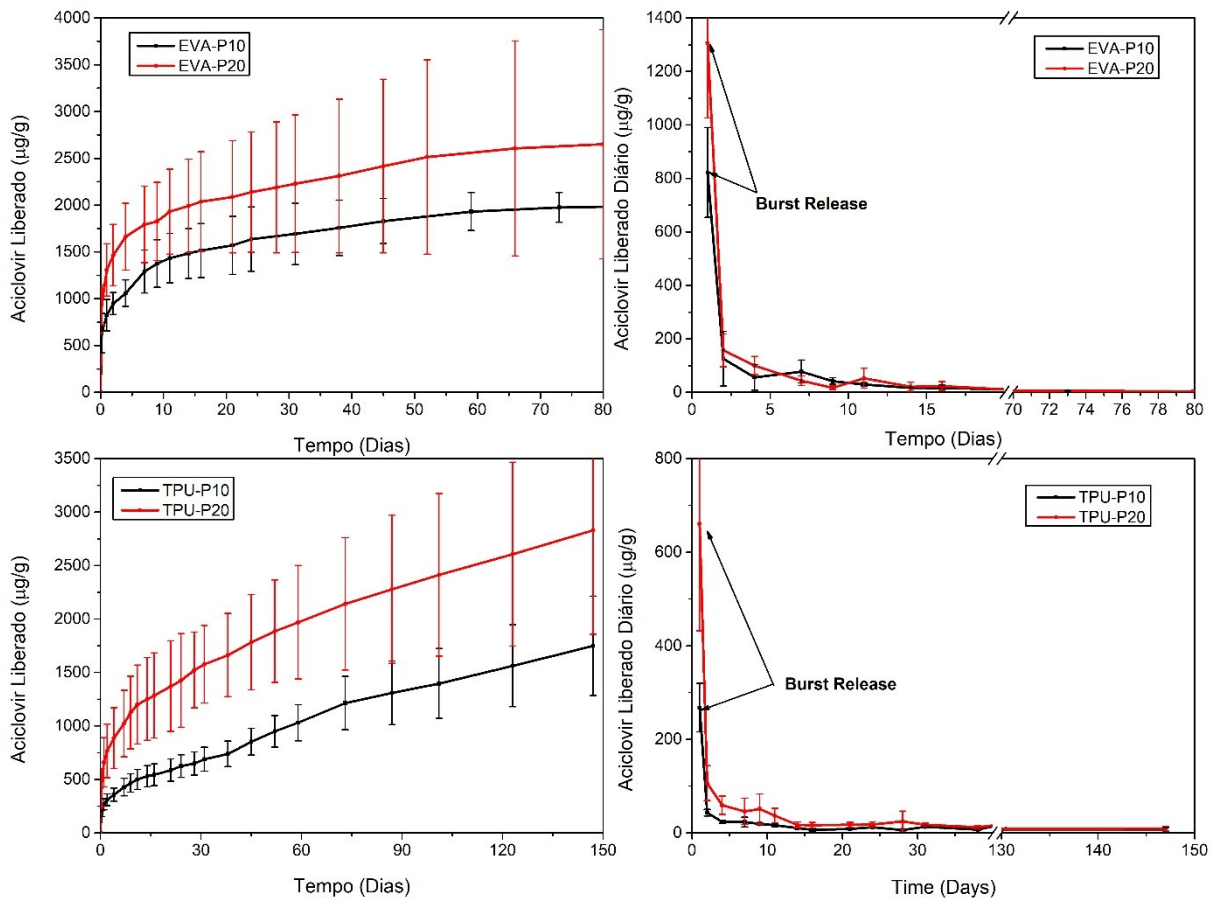 4000
3500
3000
2500
2000
1500
1000
500
0
Aciclovir Liberado (µg/g)
EVA-P10
EVA-P20
0 10 20 30 40 50 60 70 80
Tempo (Dias)
1400
1200
1000
800
600
400
200
0
Aciclovir Liberado Diário (µg/g)
EVA-P10
EVA-P20
Burst Release
0 5 10 15 70 72 74 76 78 80
Tempo (Dias)
3500
3000
2500
2000
1500
1000
500
0
Aciclovir Liberado (µg/g)
TPU-P10
TPU-P20
0 30 60 90 120 150
Tempo (Dias)
800
600
400
200
0
Aciclovir Liberado Diário (µg/g)
TPU-P10
TPU-P20
Burst Release
0 10 20 30 130 140 150
Time (Days)